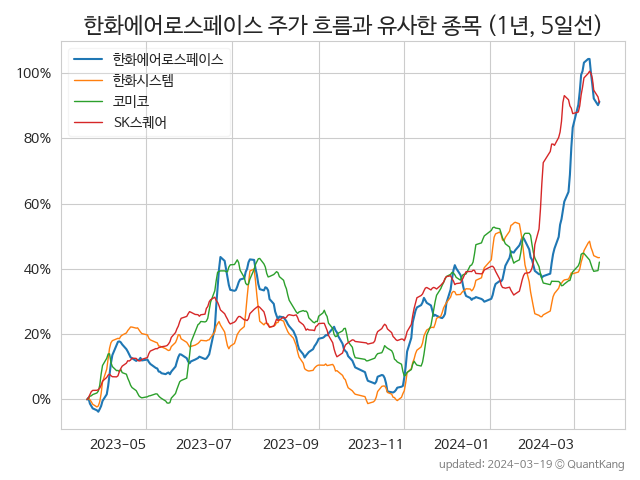 한화에어로스페이스 주가 흐름과 유사한 종목 (1년, 5일선)
한화에어로스페이스
한화시스템
코미코
SK스퀘어
100%
80%
60%
40%
20%
0%
2023-05
2023-07
2023-09
2023-11
2024-01
2024-03
updated: 2024-03-19 © QuantKang